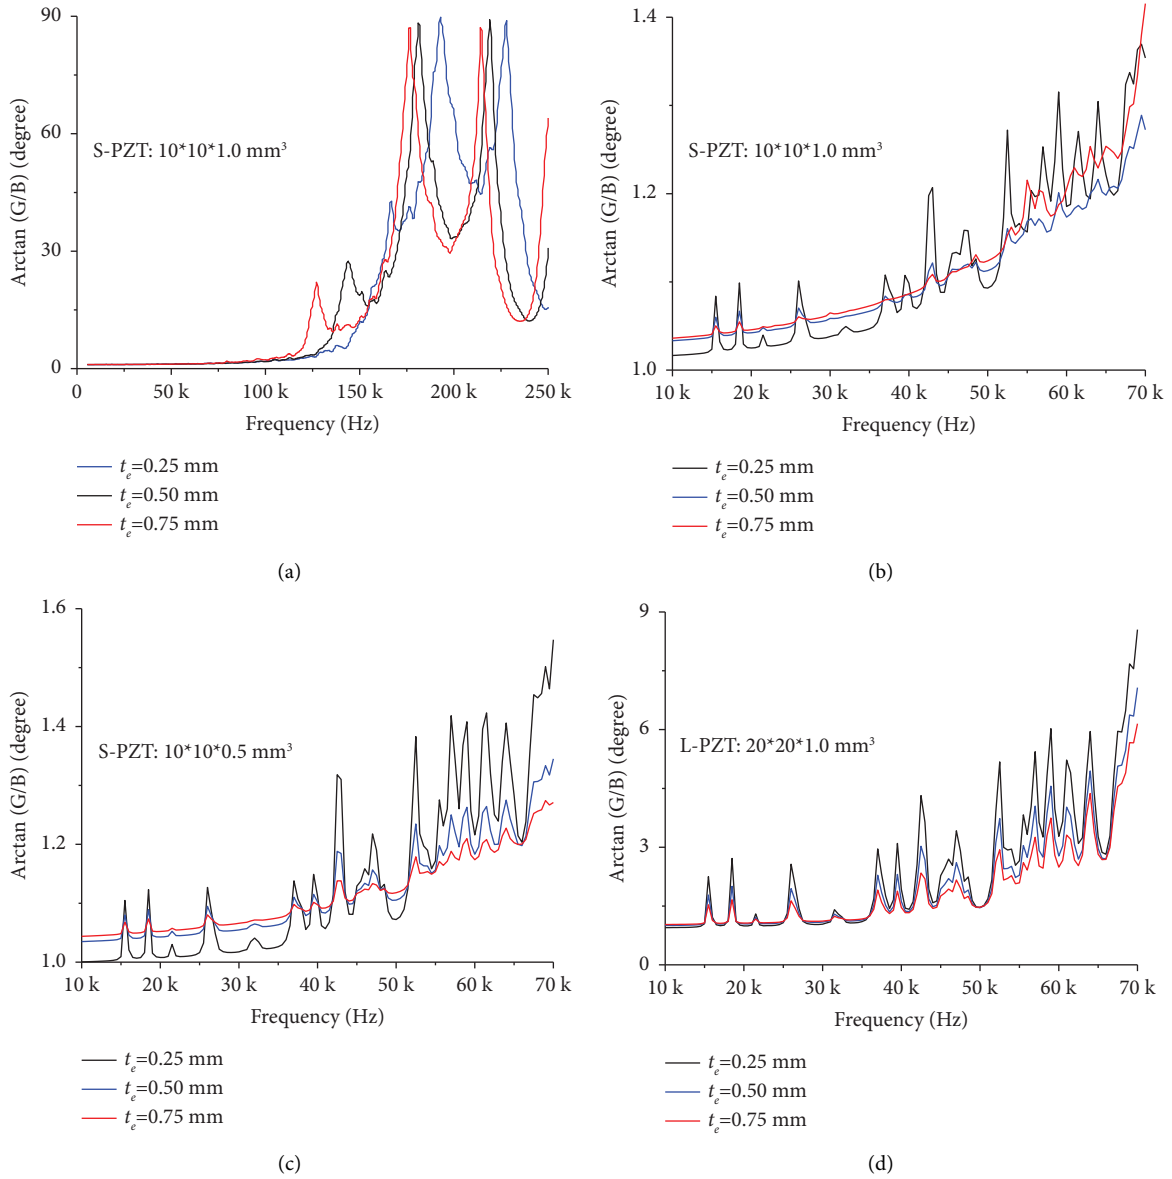 90
60
30
0
Arctan (G/B) (degree)
S-PZT: 10*10*1.0 mm³
0 50 k 100 k 150 k 200 k 250 k
Frequency (Hz)
tₑ=0.25 mm
tₑ=0.50 mm
tₑ=0.75 mm
(a)
1.4
1.2
1.0
Arctan (G/B) (degree)
S-PZT: 10*10*1.0 mm³
10 k 20 k 30 k 40 k 50 k 60 k 70 k
Frequency (Hz)
tₑ=0.25 mm
tₑ=0.50 mm
tₑ=0.75 mm
(b)
1.6
1.4
1.2
1.0
Arctan (G/B) (degree)
S-PZT: 10*10*0.5 mm³
10 k 20 k 30 k 40 k 50 k 60 k 70 k
Frequency (Hz)
tₑ=0.25 mm
tₑ=0.50 mm
tₑ=0.75 mm
(c)
9
6
3
0
Arctan (G/B) (degree)
L-PZT: 20*20*1.0 mm³
10 k 20 k 30 k 40 k 50 k 60 k 70 k
Frequency (Hz)
tₑ=0.25 mm
tₑ=0.50 mm
tₑ=0.75 mm
(d)